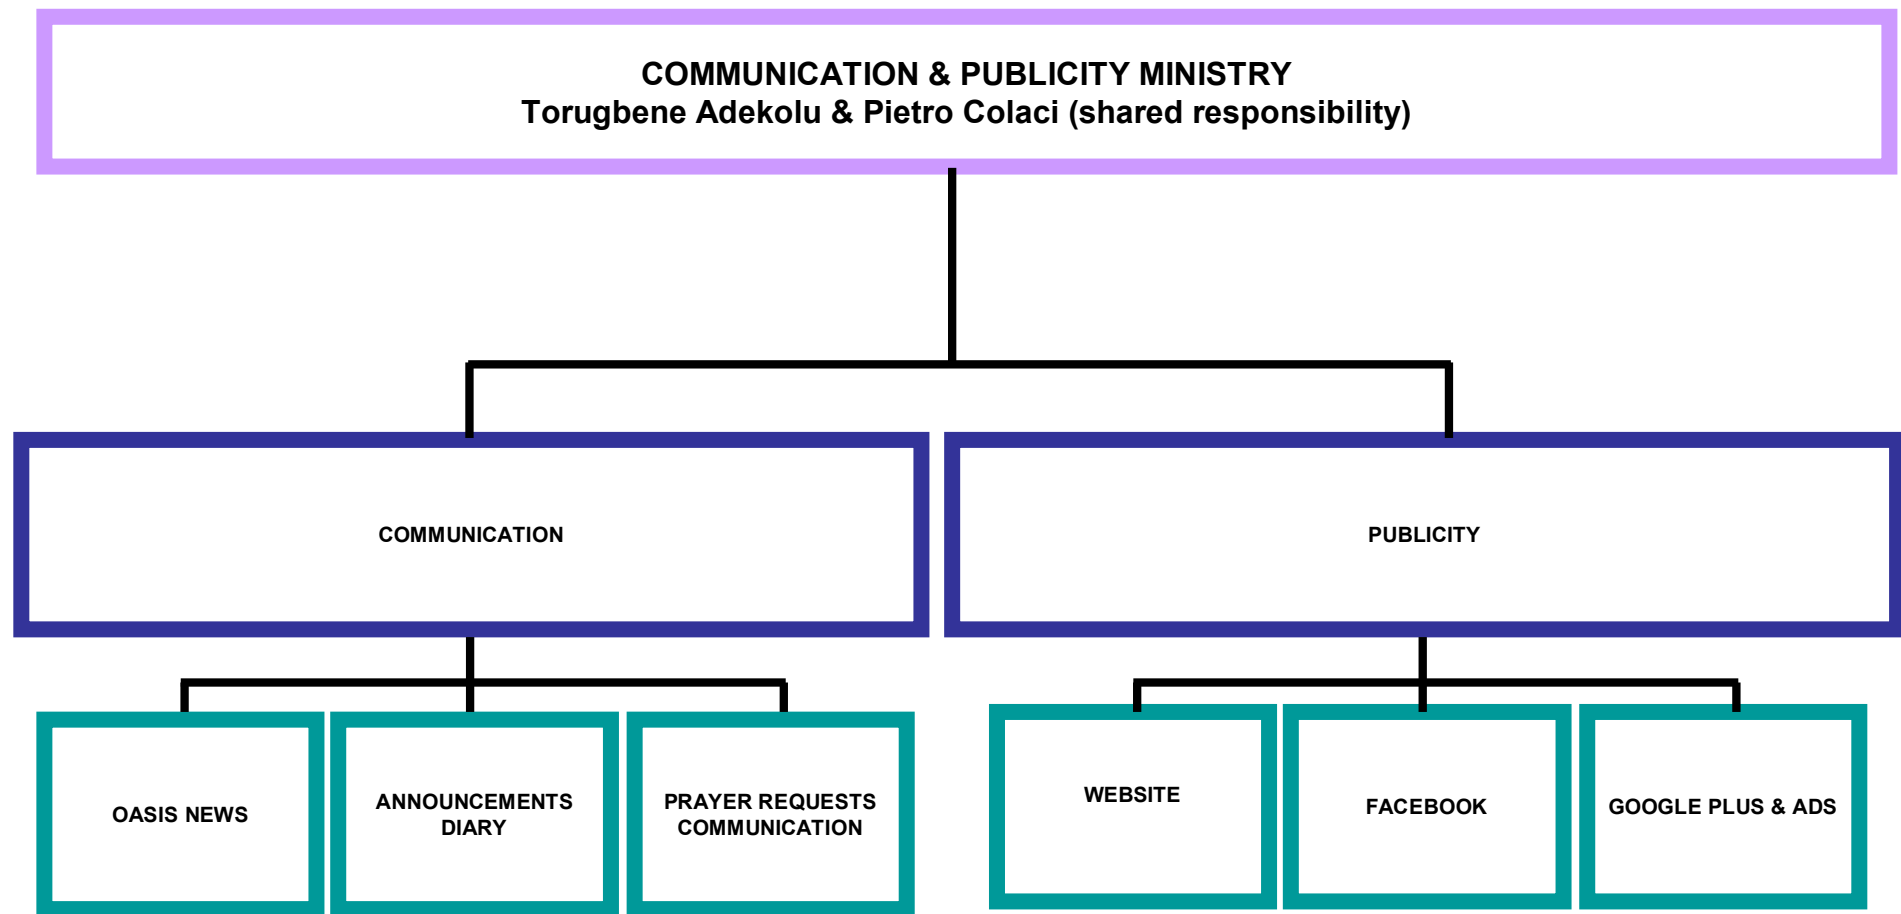 COMMUNICATION & PUBLICITY MINISTRY
Torugbene Adekolu & Pietro Colaci (shared responsibility)
COMMUNICATION
PUBLICITY
OASIS NEWS
ANNOUNCEMENTS
DIARY
PRAYER REQUESTS
COMMUNICATION
WEBSITE
FACEBOOK
GOOGLE PLUS & ADS